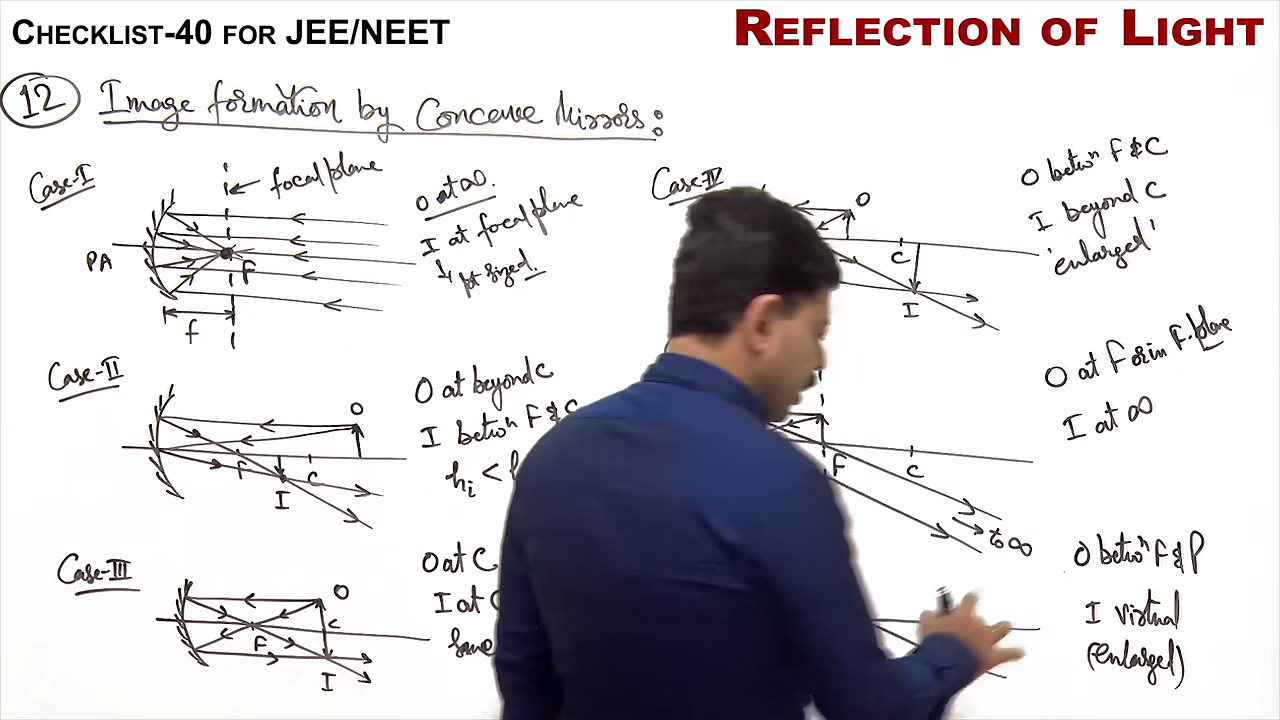 CHECKLIST-40 FOR JEE/NEET
REFLECTION OF LIGHT
12 Image formation by Concave Mirrors:
Case-I
focal plane
PA
F
f
O at ∞.
I at focal plane
↳ pt sized.
Case-II
O
F
C
I
O at beyond C
I betwⁿ F & C
hi <
Case-III
O
C
F
I
O at C
I at C
Same
Case IV
O
C
I
O betwⁿ F & C
I beyond C
'enlarged'
F
C
to ∞
O at F or in F. plane
I at ∞
O betwⁿ F & P
I virtual
(enlarged)